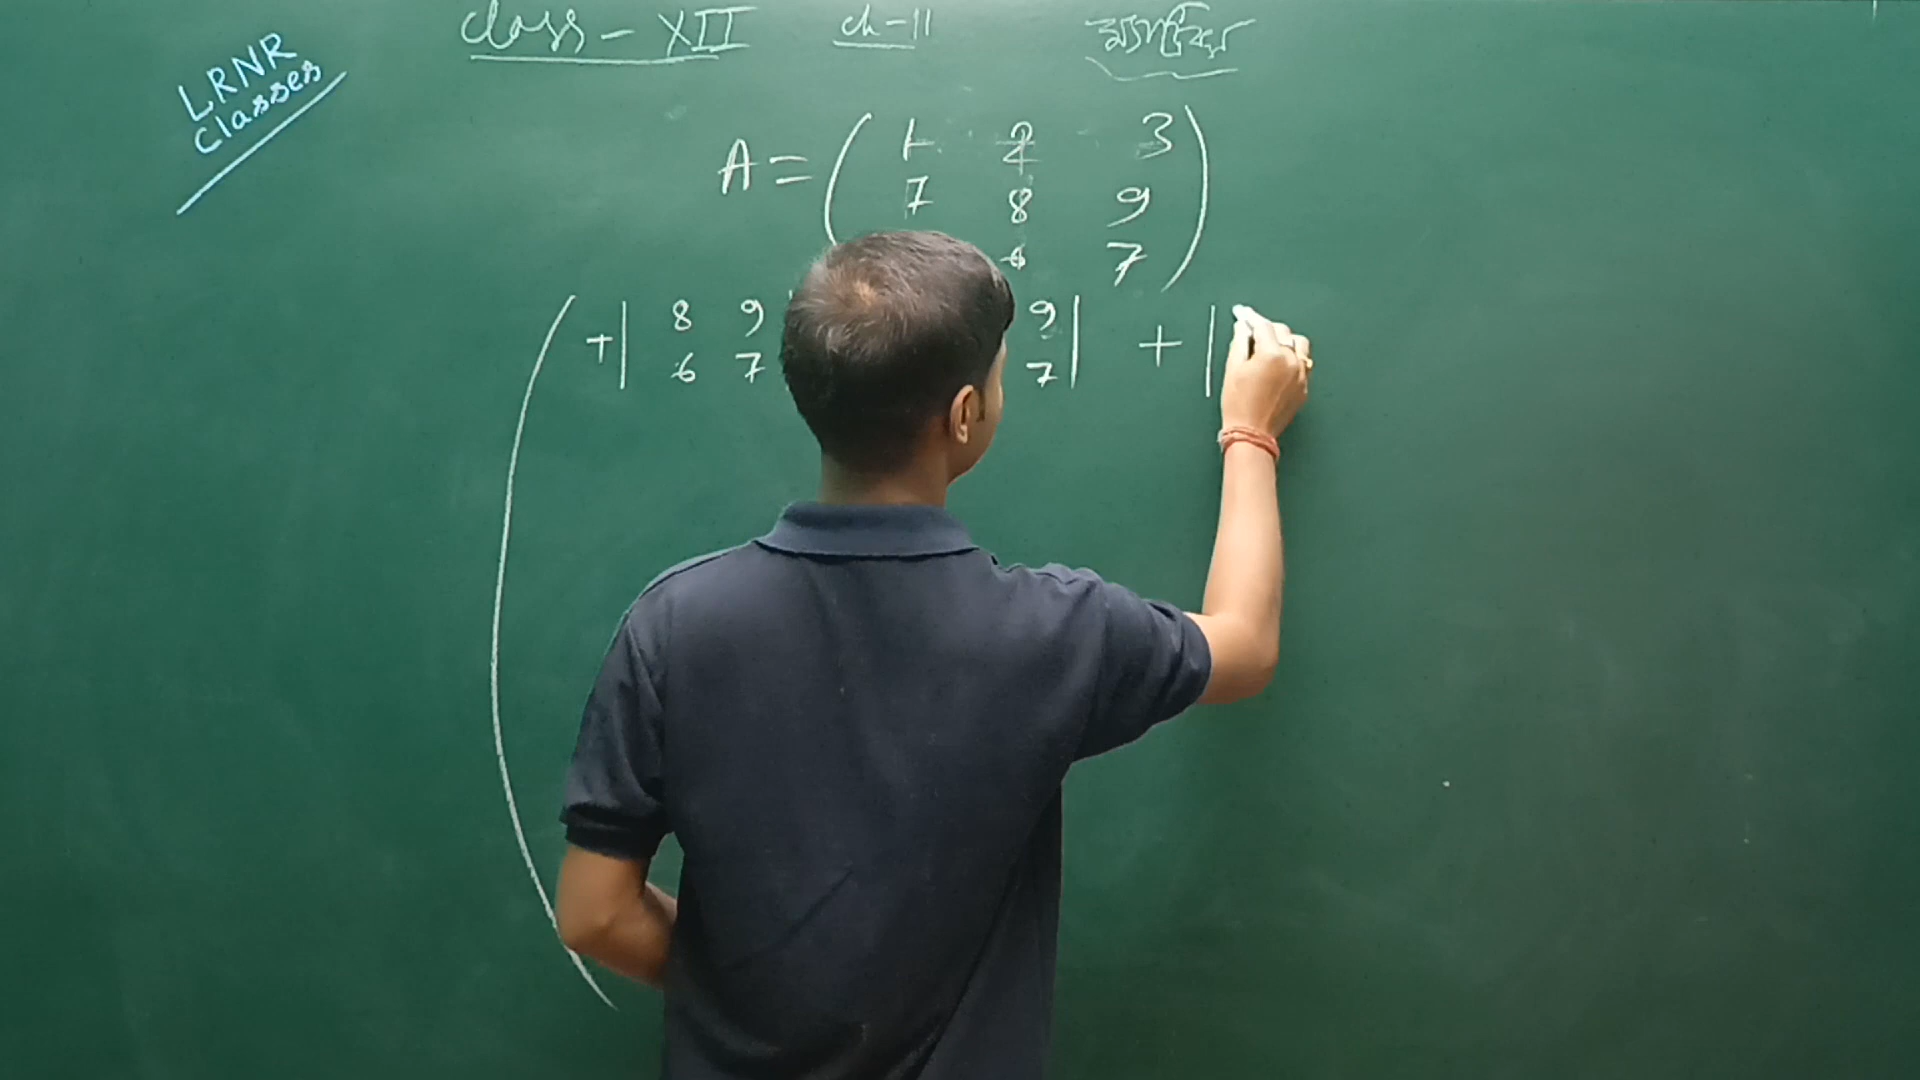 Class - XII ch-11 ম্যাট্রিক্স
LRNR
Classes
A = ( 1 2 3
7 8 9
6 7 )
( + | 8 9 9 | + |
6 7 7